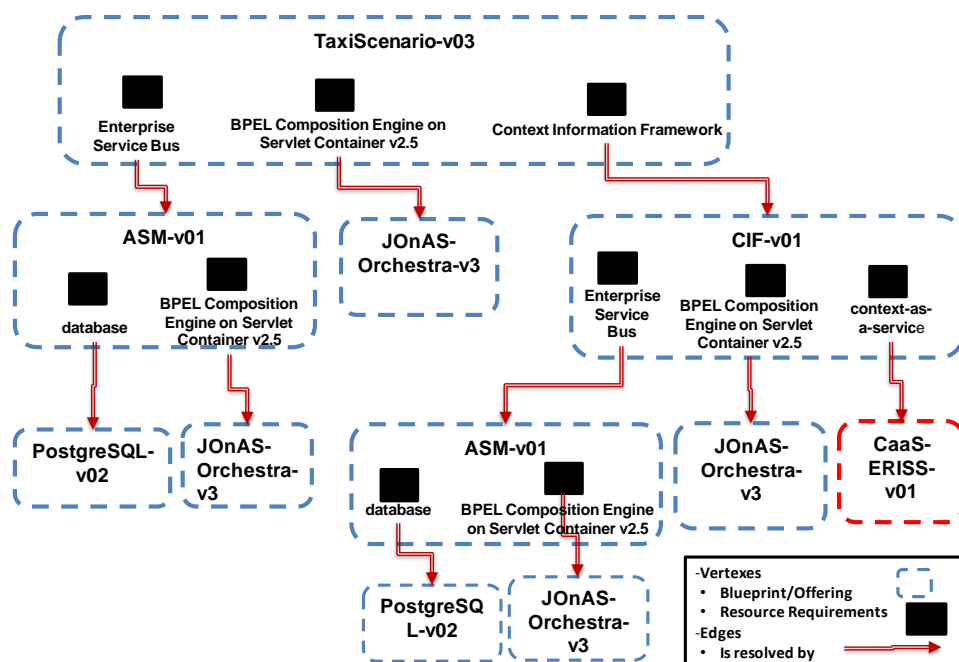 TaxiScenario-v03
Enterprise
Service Bus
BPEL Composition Engine on
Servlet Container v2.5
Context Information Framework
ASM-v01
database
BPEL Composition
Engine on Servlet
Container v2.5
JOnAS-
Orchestra-v3
CIF-v01
Enterprise
Service
Bus
BPEL Composition
Engine on Servlet
Container v2.5
context-as-
a-service
PostgreSQL-
v02
JOnAS-
Orchestra-
v3
ASM-v01
database
BPEL Composition Engine
on Servlet Container v2.5
JOnAS-
Orchestra-
v3
CaaS-
ERISS-
v01
PostgreSQ
L-v02
JOnAS-
Orchestra-
v3
-Vertexes
• Blueprint/Offering
• Resource Requirements
-Edges
• Is resolved by